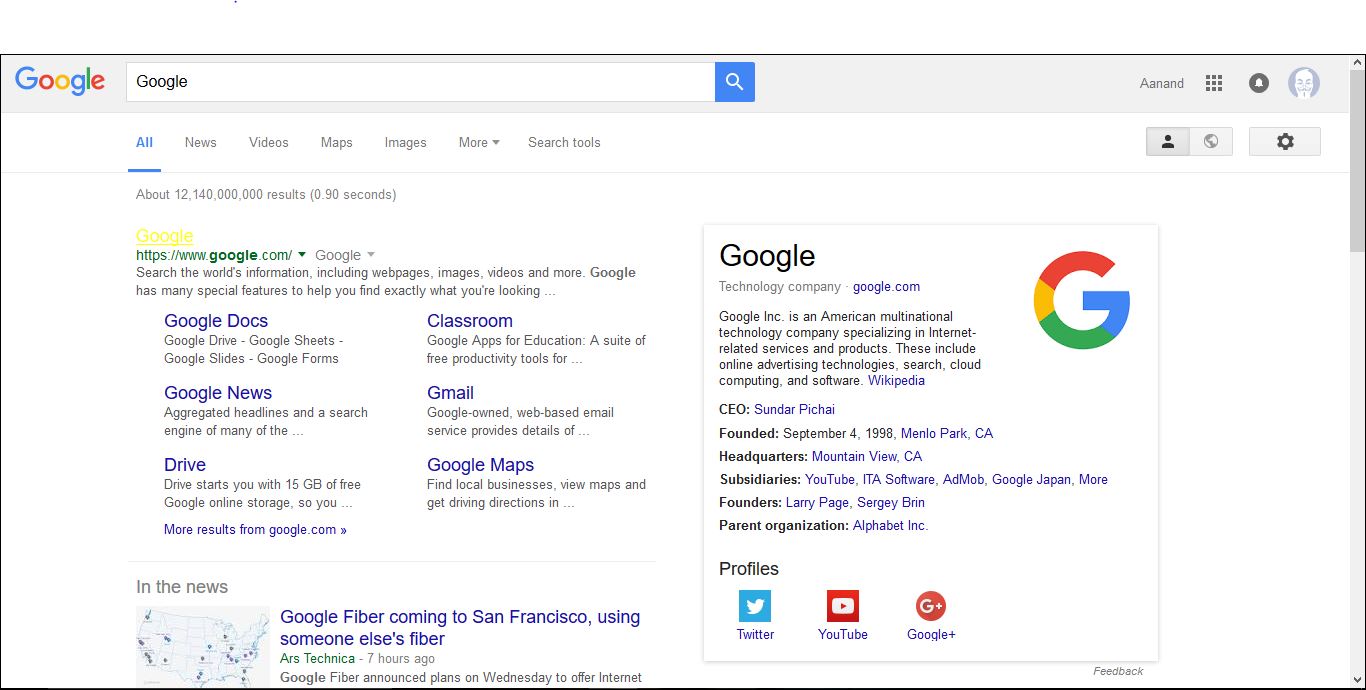 Google
Google
Aanand
All News Videos Maps Images More Search tools
About 12,140,000,000 results (0.90 seconds)
Google
https://www.google.com/ Google
Search the world's information, including webpages, images, videos and more. Google
has many special features to help you find exactly what you're looking ...
Google Docs
Google Drive - Google Sheets -
Google Slides - Google Forms
Classroom
Google Apps for Education: A suite of
free productivity tools for ...
Google News
Aggregated headlines and a search
engine of many of the ...
Gmail
Google-owned, web-based email
service provides details of ...
Drive
Drive starts you with 15 GB of free
Google online storage, so you ...
Google Maps
Find local businesses, view maps and
get driving directions in ...
More results from google.com »
In the news
Google Fiber coming to San Francisco, using
someone else's fiber
Ars Technica - 7 hours ago
Google Fiber announced plans on Wednesday to offer Internet
Google
Technology company · google.com
Google Inc. is an American multinational
technology company specializing in Internet-
related services and products. These include
online advertising technologies, search, cloud
computing, and software. Wikipedia
CEO: Sundar Pichai
Founded: September 4, 1998, Menlo Park, CA
Headquarters: Mountain View, CA
Subsidiaries: YouTube, ITA Software, AdMob, Google Japan, More
Founders: Larry Page, Sergey Brin
Parent organization: Alphabet Inc.
Profiles
G+
Twitter YouTube Google+
Feedback